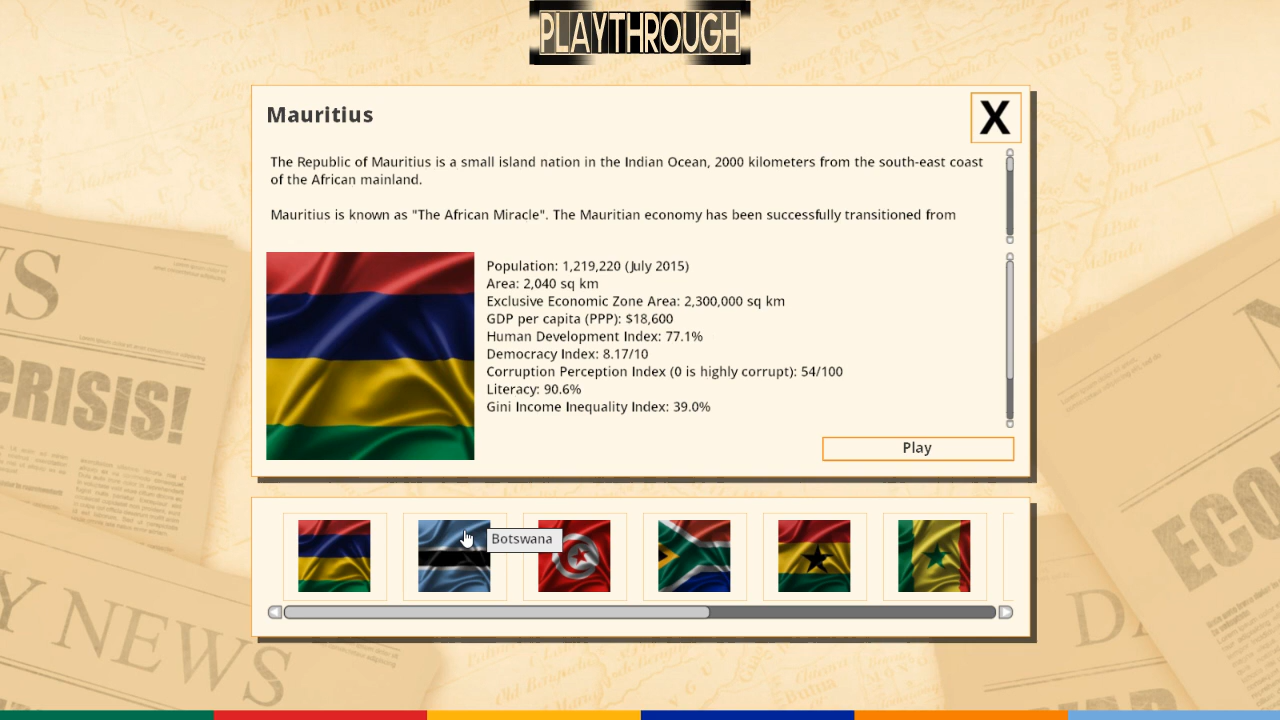 PLAYTHROUGH
Mauritius
X
The Republic of Mauritius is a small island nation in the Indian Ocean, 2000 kilometers from the south-east coast
of the African mainland.
Mauritius is known as "The African Miracle". The Mauritian economy has been successfully transitioned from
Population: 1,219,220 (July 2015)
Area: 2,040 sq km
Exclusive Economic Zone Area: 2,300,000 sq km
GDP per capita (PPP): $18,600
Human Development Index: 77.1%
Democracy Index: 8.17/10
Corruption Perception Index (0 is highly corrupt): 54/100
Literacy: 90.6%
Gini Income Inequality Index: 39.0%
Play
Botswana
CRISIS!
NEWS